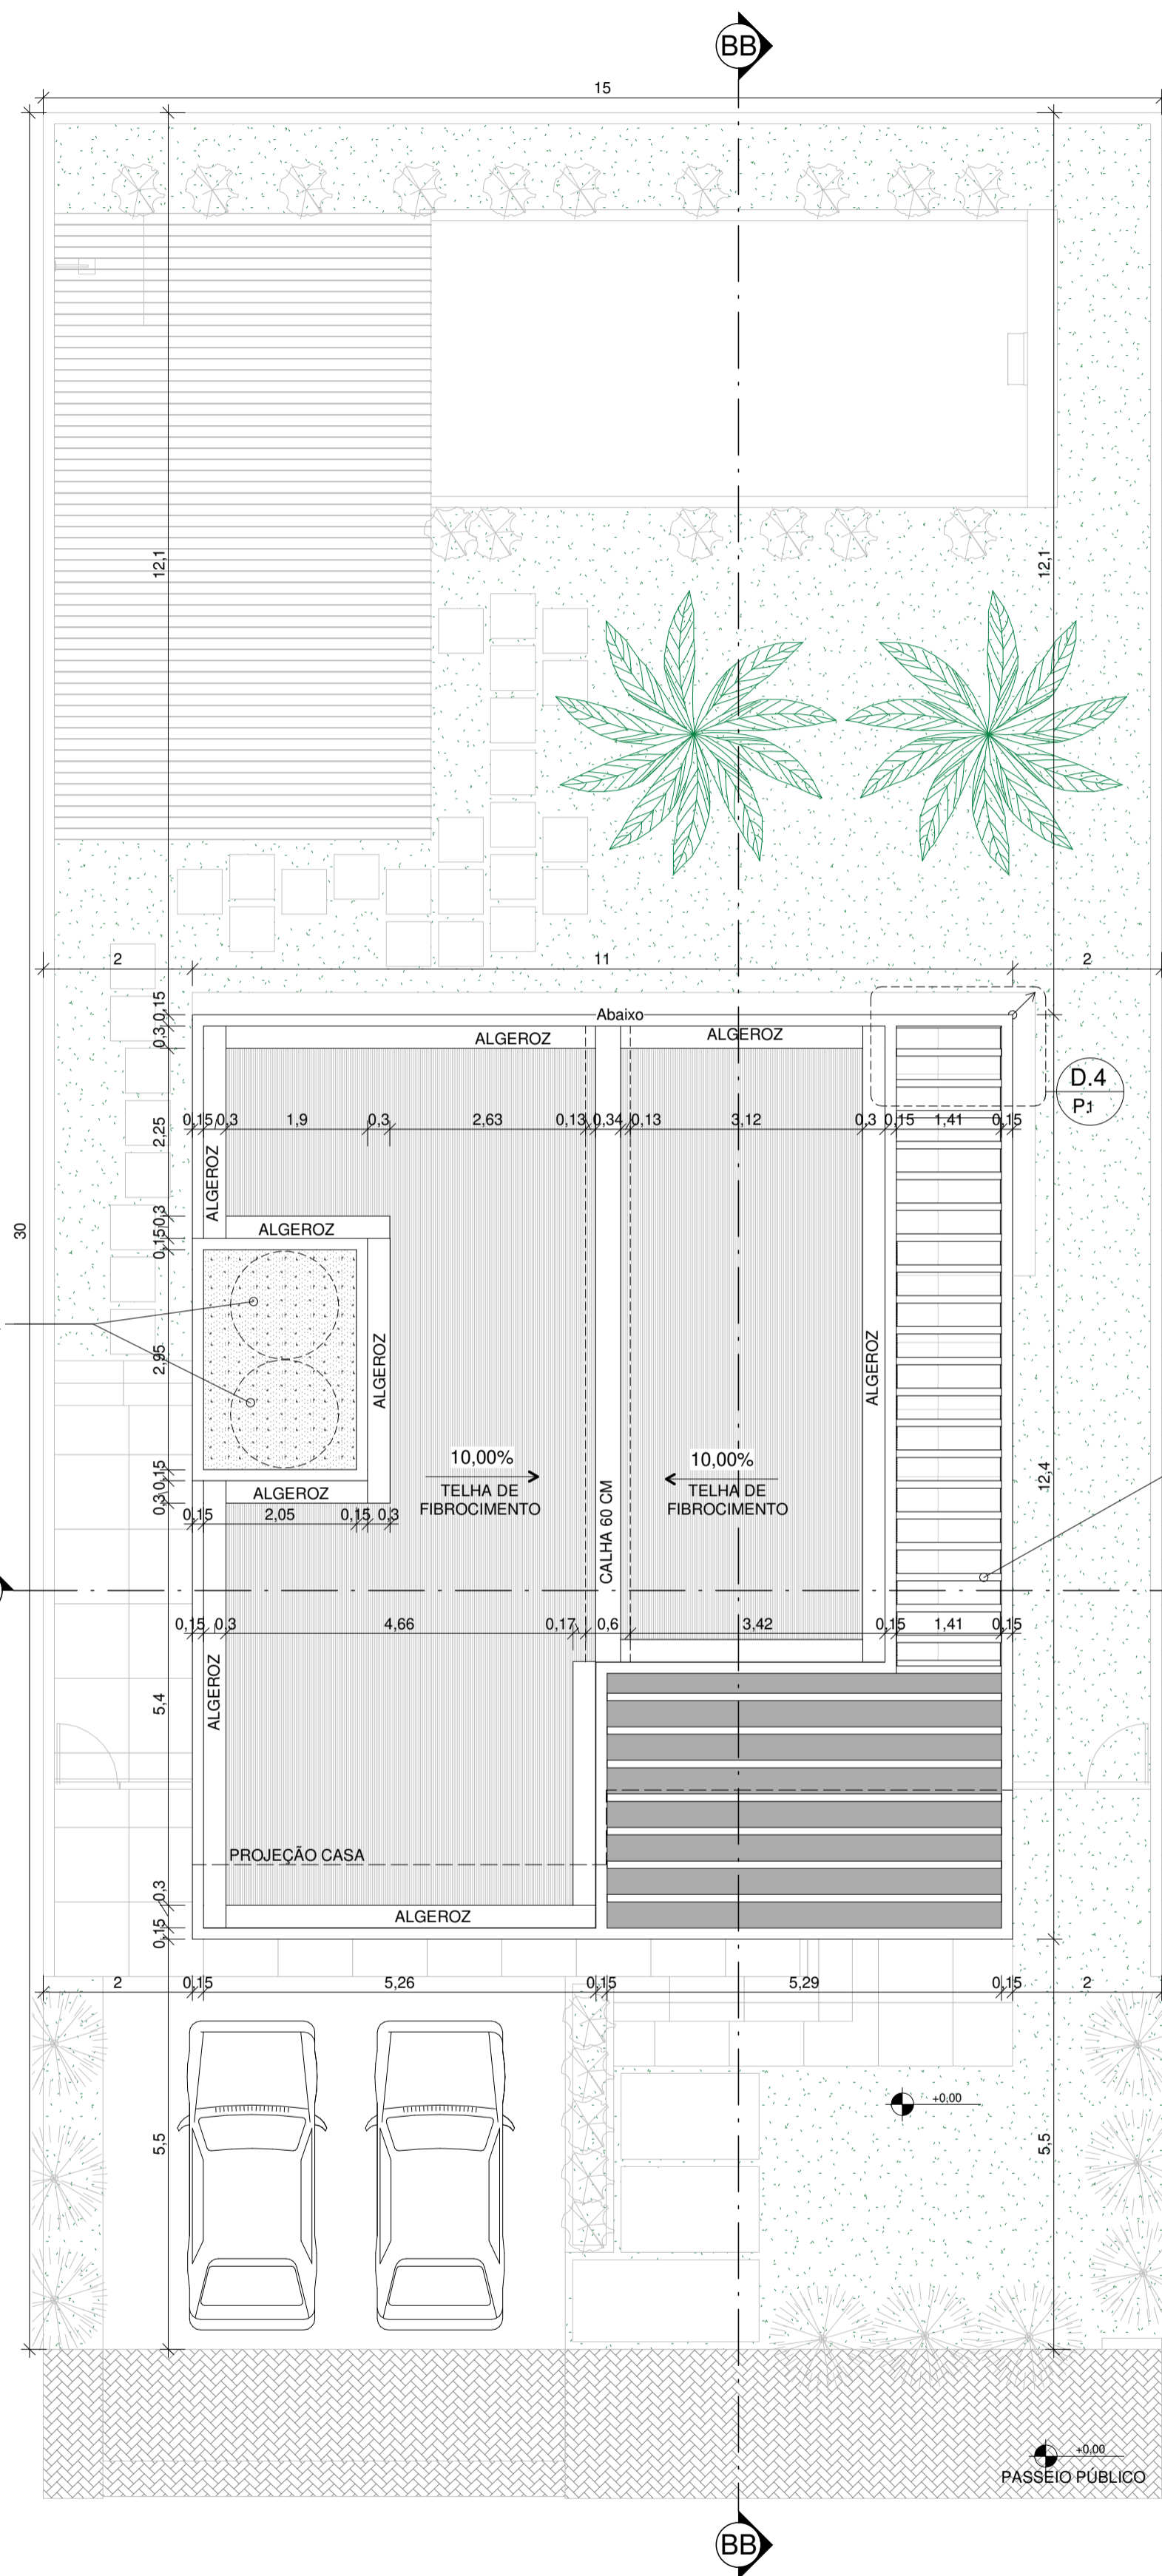 BB
15
12,1
12,1
2
11
2
0,15
0,3
Abaixo
ALGEROZ
ALGEROZ
D.4
P.1
0,15
0,3
1,9
0,3
2,63
0,13
0,34
0,13
3,12
0,3
0,15
1,41
0,15
2,25
ALGEROZ
30
0,3
0,15
ALGEROZ
2,95
ALGEROZ
ALGEROZ
10,00%
TELHA DE
FIBROCIMENTO
10,00%
TELHA DE
FIBROCIMENTO
12,4
0,15
0,3
ALGEROZ
0,15
2,05
0,15
0,3
CALHA 60 CM
0,15
0,3
4,66
0,17
0,6
3,42
0,15
1,41
0,15
ALGEROZ
5,4
PROJEÇÃO CASA
0,3
ALGEROZ
0,15
2
0,15
5,26
0,15
5,29
0,15
2
+0,00
5,5
5,5
+0,00
PASSEIO PÚBLICO
BB